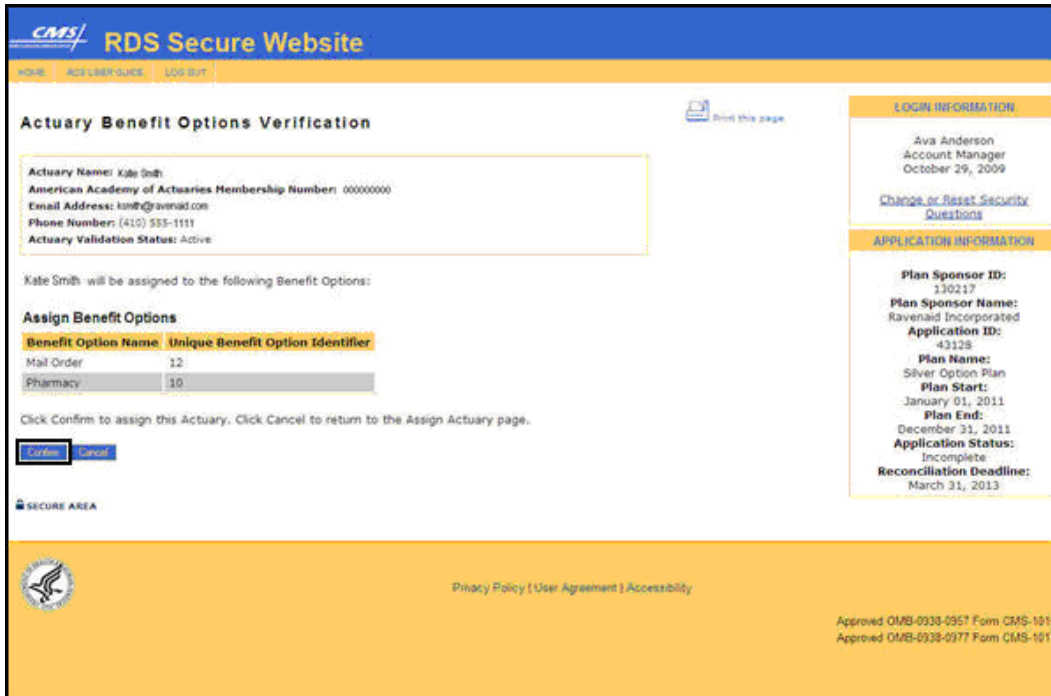 CMS/ RDS Secure Website
HOME RDS USER GUIDE LOG OUT
Actuary Benefit Options Verification
Print this page
Actuary Name: Katie Smith
American Academy of Actuaries Membership Number: 000000000
Email Address: ksmith@ravenaid.com
Phone Number: (410) 555-1111
Actuary Validation Status: Active
Katie Smith will be assigned to the following Benefit Options:
Assign Benefit Options
Benefit Option Name Unique Benefit Option Identifier
Mail Order 12
Pharmacy 10
Click Confirm to assign this Actuary. Click Cancel to return to the Assign Actuary page.
Confirm Cancel
SECURE AREA
LOGIN INFORMATION
Ava Anderson
Account Manager
October 29, 2009
Change or Reset Security
Questions
APPLICATION INFORMATION
Plan Sponsor ID:
130217
Plan Sponsor Name:
Ravenaid Incorporated
Application ID:
43128
Plan Name:
Silver Option Plan
Plan Start:
January 01, 2011
Plan End:
December 31, 2011
Application Status:
Incomplete
Reconciliation Deadline:
March 31, 2013
Privacy Policy | User Agreement | Accessibility
Approved OMB-0938-0957 Form CMS-101
Approved OMB-0938-0977 Form CMS-101